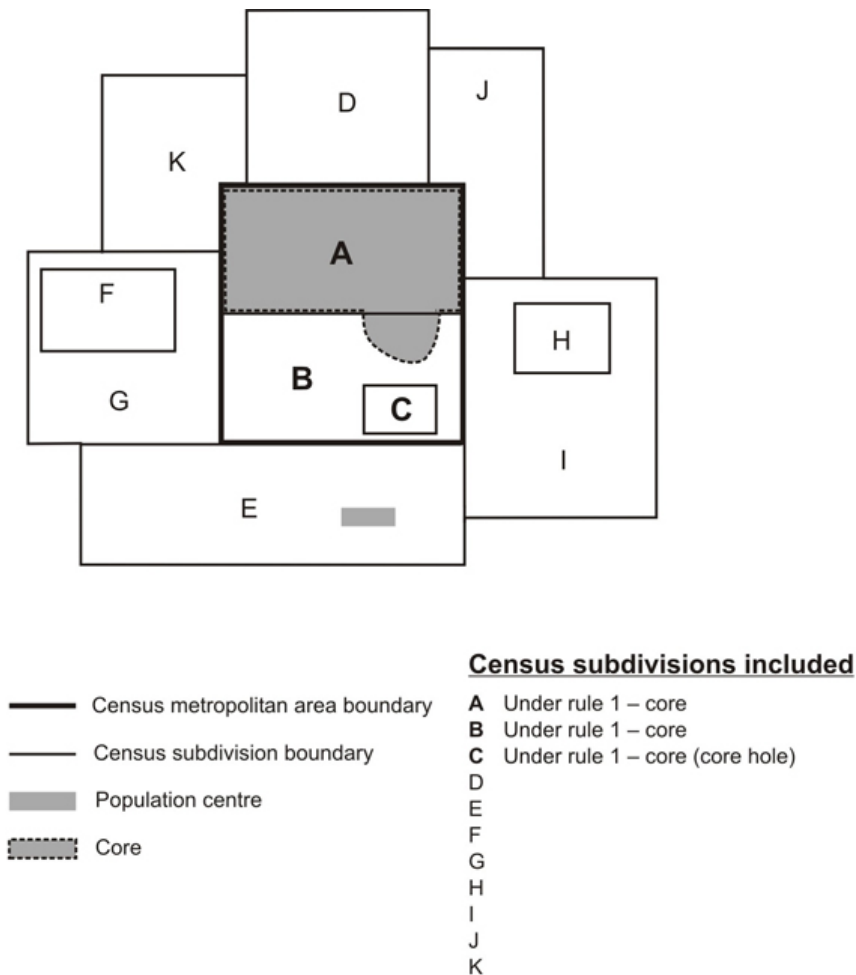 D
J
K
A
F
H
B
C
G
I
E
Census subdivisions included
Census metropolitan area boundary
Census subdivision boundary
Population centre
Core
A Under rule 1 – core
B Under rule 1 – core
C Under rule 1 – core (core hole)
D
E
F
G
H
I
J
K